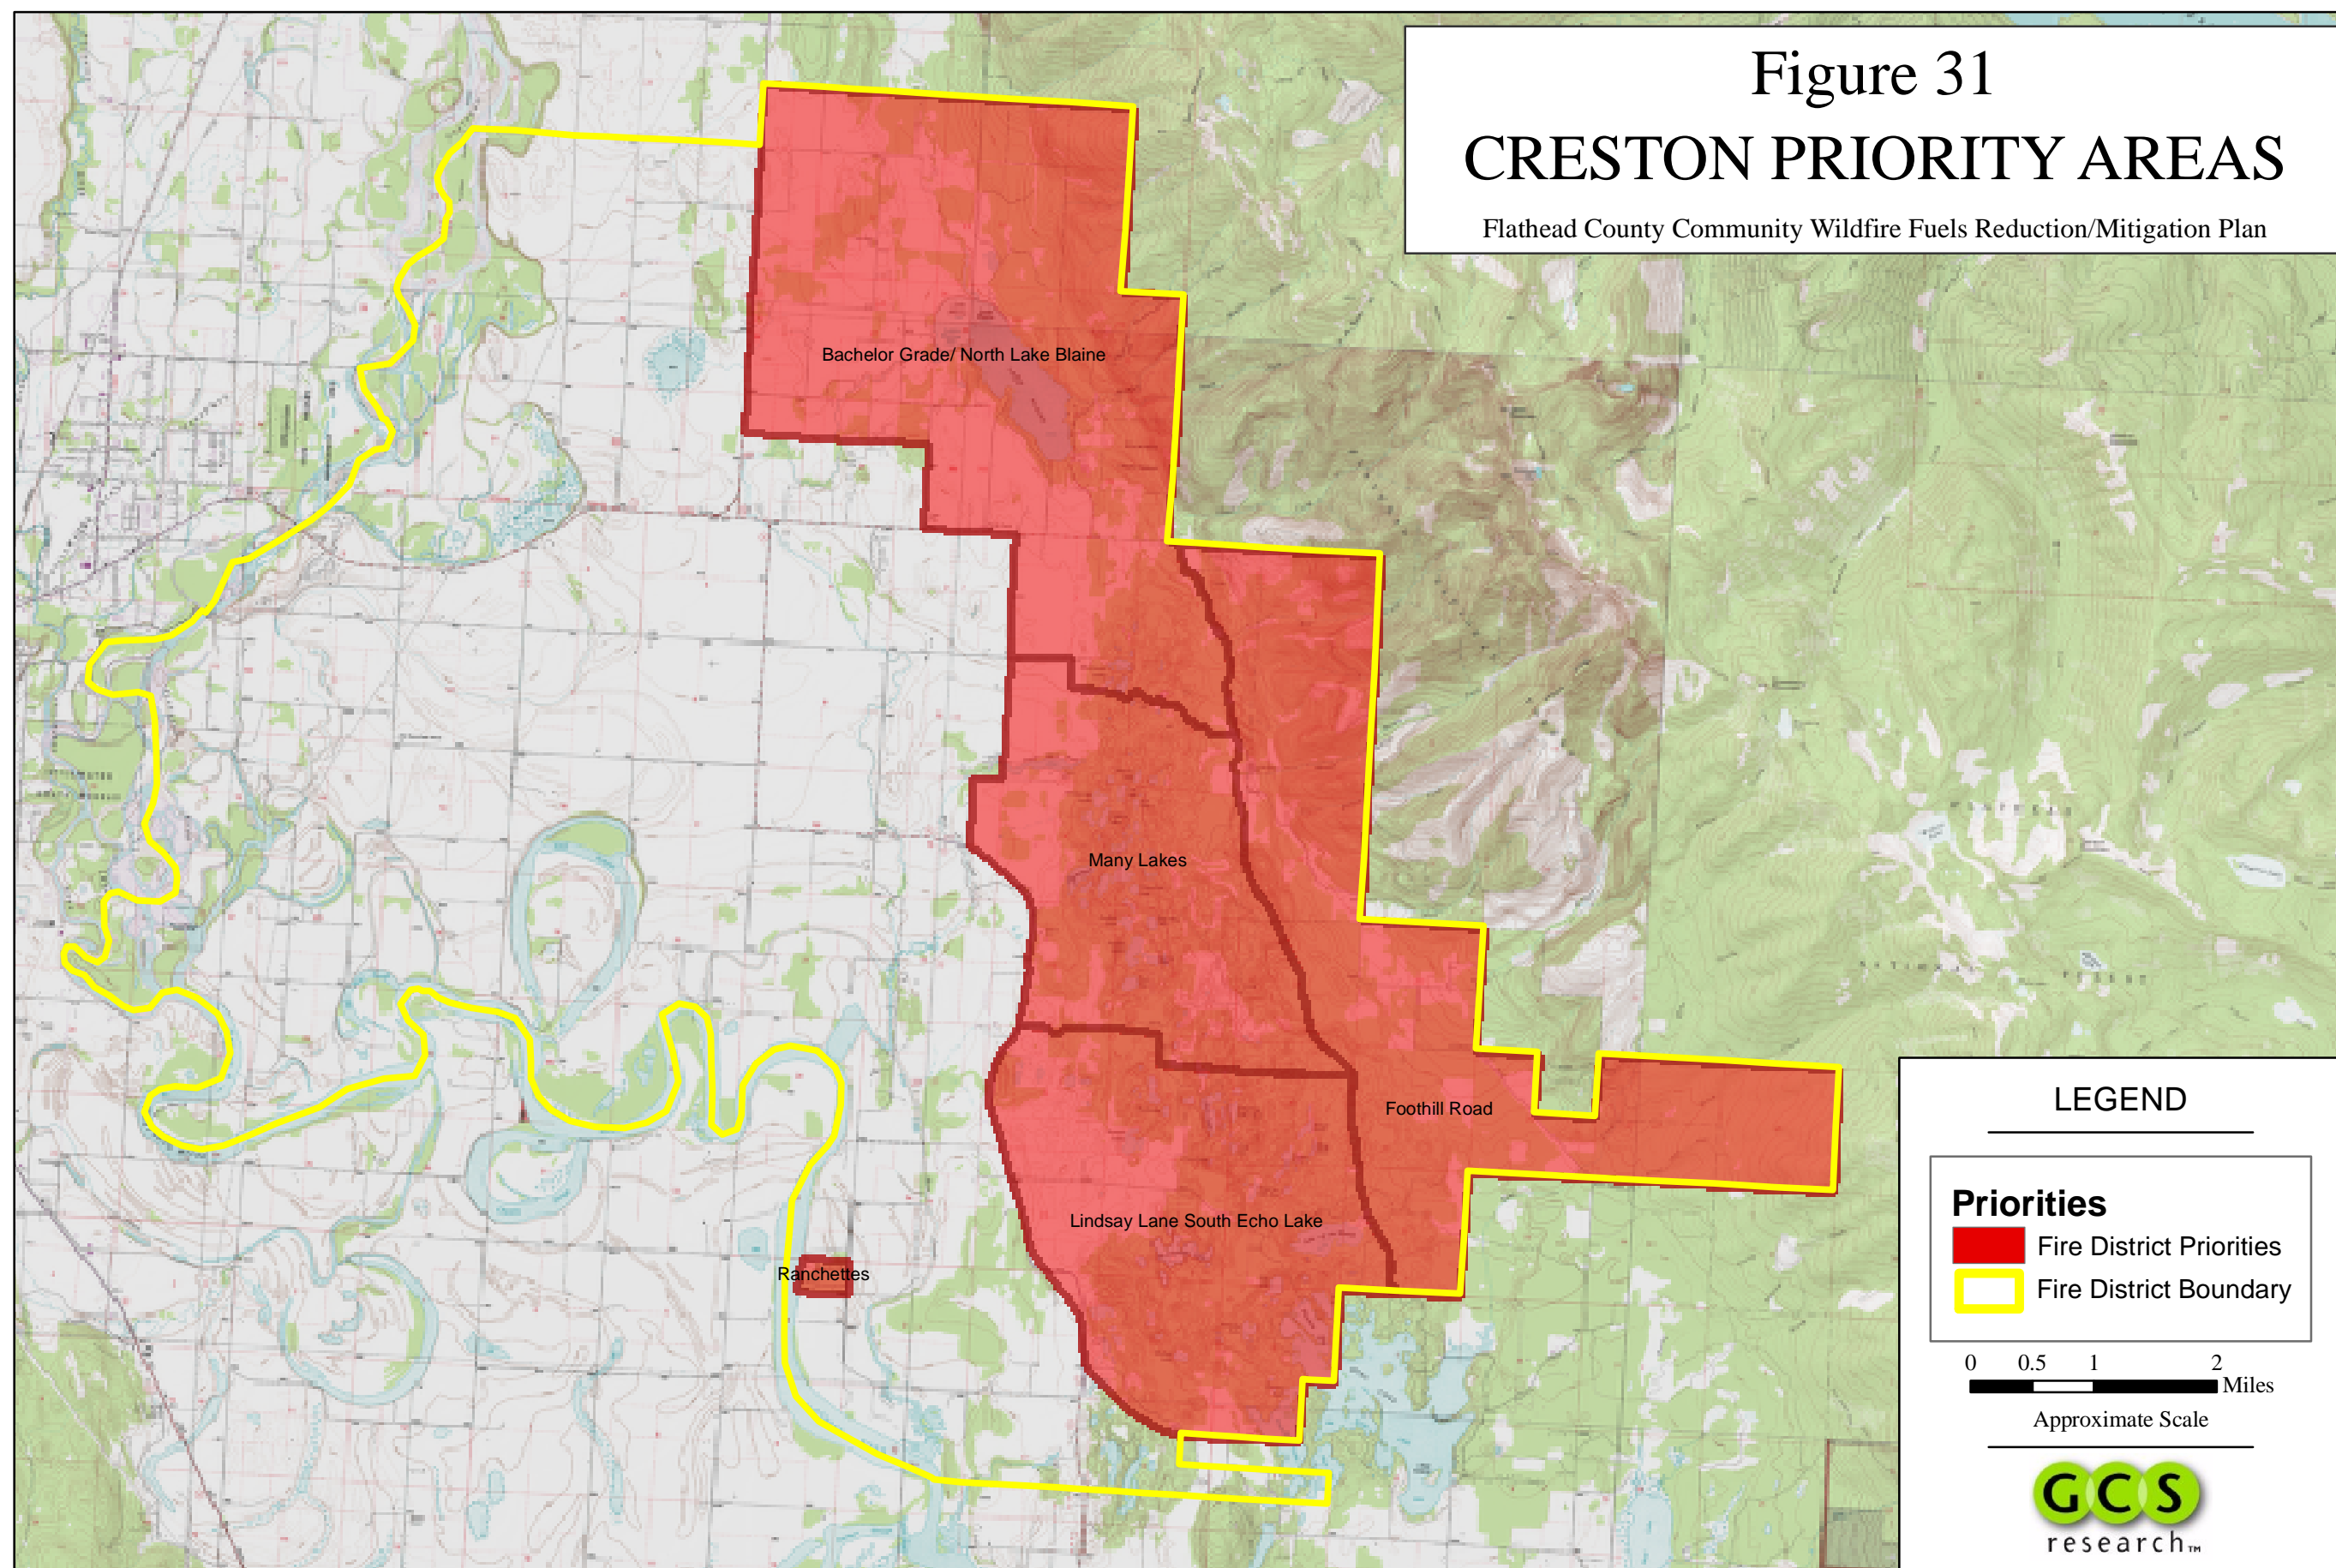 Figure 31
CRESTON PRIORITY AREAS
Flathead County Community Wildfire Fuels Reduction/Mitigation Plan
Bachelor Grade/ North Lake Blaine
Many Lakes
Foothill Road
Lindsay Lane South Echo Lake
Ranchettes
LEGEND
Priorities
Fire District Priorities
Fire District Boundary
0 0.5 1 2
Miles
Approximate Scale
GCS
research™